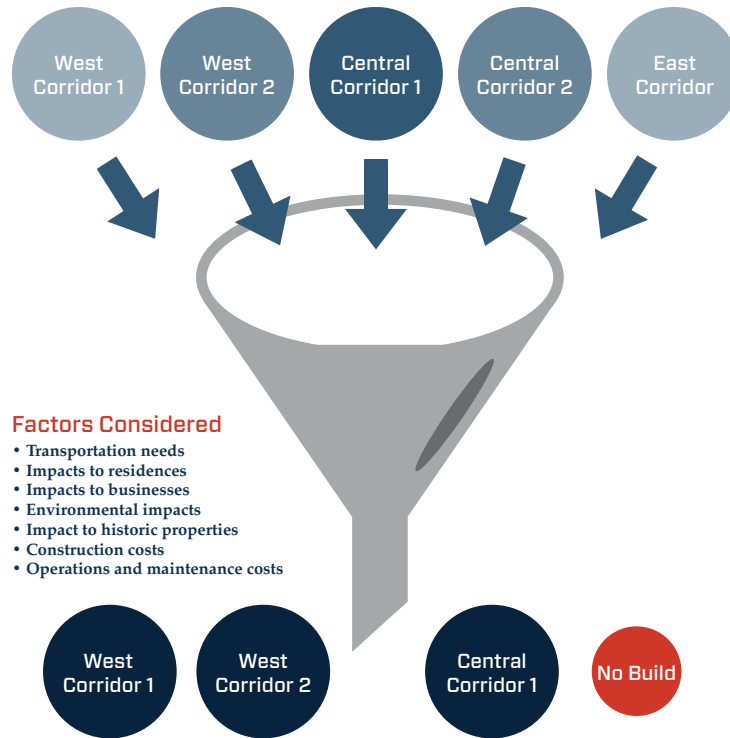 West
Corridor 1
West
Corridor 2
Central
Corridor 1
Central
Corridor 2
East
Corridor
Factors Considered
• Transportation needs
• Impacts to residences
• Impacts to businesses
• Environmental impacts
• Impact to historic properties
• Construction costs
• Operations and maintenance costs
West
Corridor 1
West
Corridor 2
Central
Corridor 1
No Build